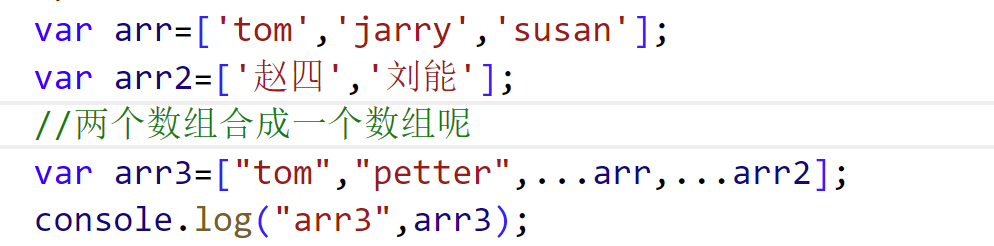 var arr=['tom','jarry','susan'];
var arr2=['赵四','刘能'];
//两个数组合成一个数组呢
var arr3=["tom","petter",...arr,...arr2];
console.log("arr3",arr3);